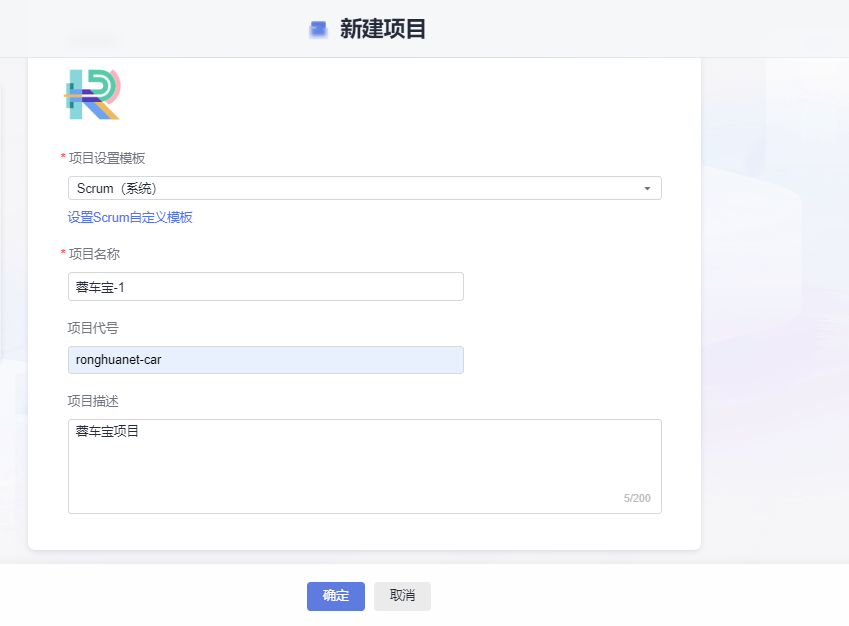 新建项目
* 项目设置模板
Scrum（系统）
设置Scrum自定义模板
* 项目名称
蓉车宝-1
项目代号
ronghuanet-car
项目描述
蓉车宝项目
5/200
确定
取消